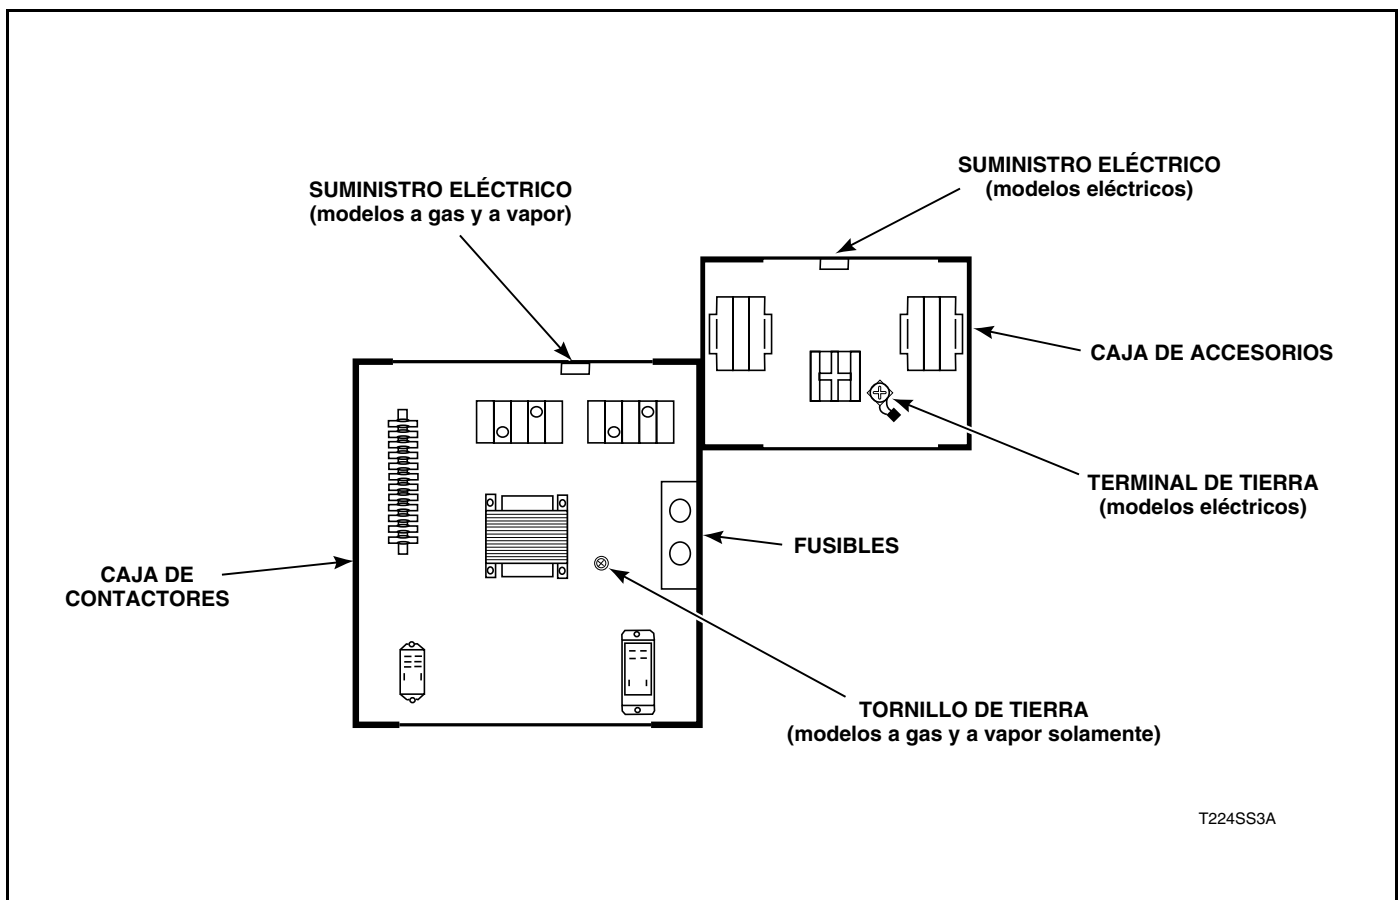 SUMINISTRO ELÉCTRICO
(modelos eléctricos)
SUMINISTRO ELÉCTRICO
(modelos a gas y a vapor)
CAJA DE ACCESORIOS
TERMINAL DE TIERRA
(modelos eléctricos)
FUSIBLES
CAJA DE
CONTACTORES
TORNILLO DE TIERRA
(modelos a gas y a vapor solamente)
T224SS3A